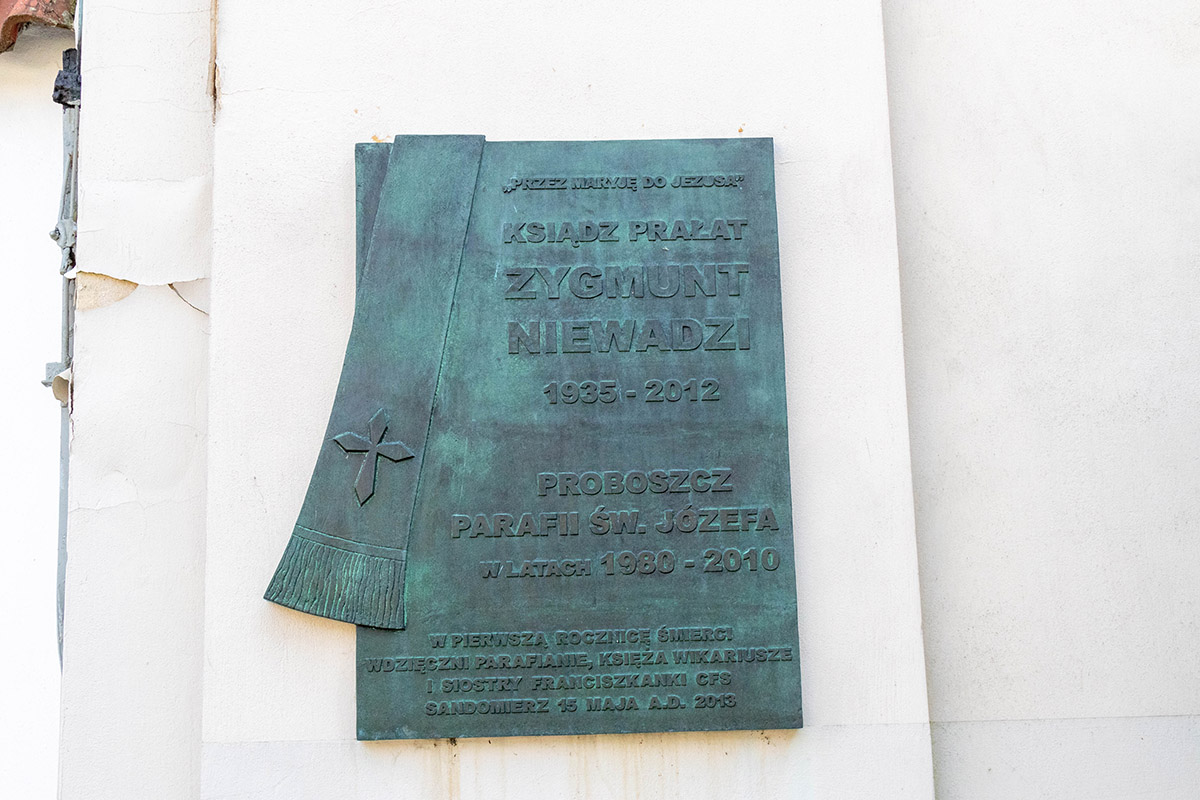 „PRZEZ MARYJĘ DO JEZUSA"
KSIĄDZ PRAŁAT
ZYGMUNT
NIEWADZI
1935 - 2012
PROBOSZCZ
PARAFII ŚW. JÓZEFA
W LATACH 1980 - 2010
W PIERWSZĄ ROCZNICĘ ŚMIERCI
WDZIĘCZNI PARAFIANIE, KSIĘŻA WIKARIUSZE
I SIOSTRY FRANCISZKANKI CFS
SANDOMIERZ 15 MAJA A.D. 2013